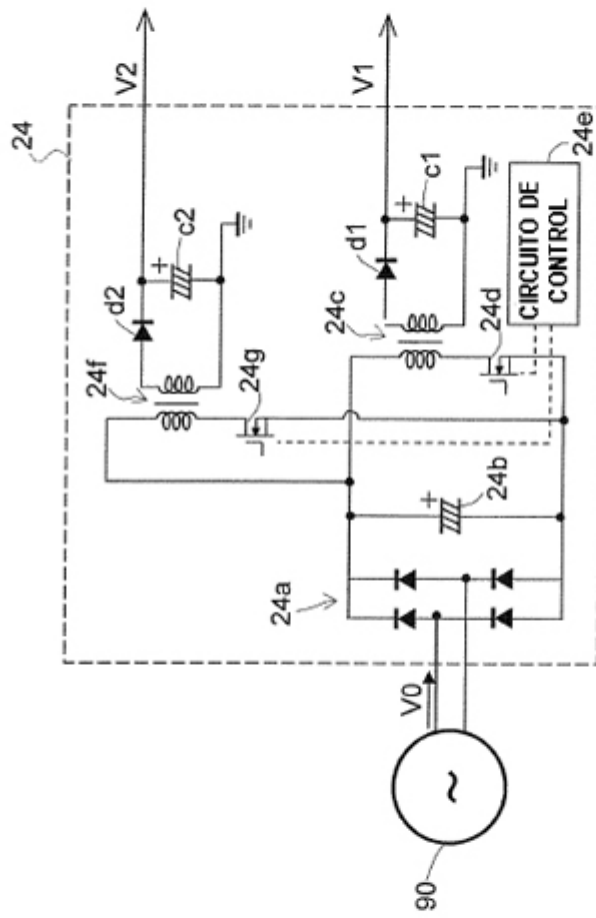 24
V2
d2
c2
+
24f
24g
V1
d1
c1
+
24c
24d
24e
CIRCUITO DE
CONTROL
24b
+
24a
V0
~
90